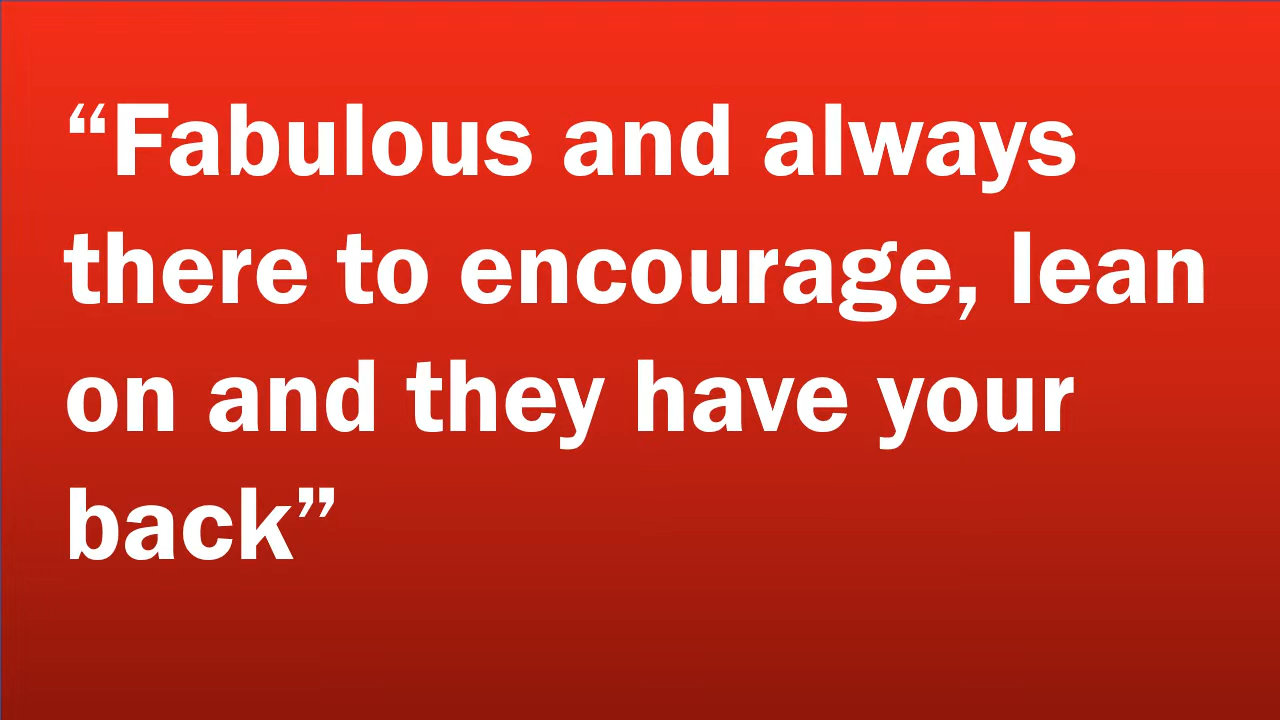 “Fabulous and always
there to encourage, lean
on and they have your
back”